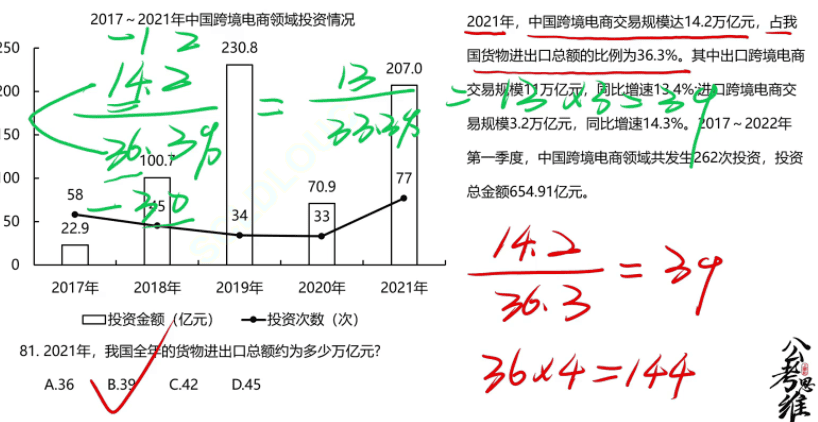 2017～2021年中国跨境电商领域投资情况
250
200
150
100
50
0
22.9
100.7
230.8
70.9
207.0
58
45
34
33
77
2017年 2018年 2019年 2020年 2021年
投资金额（亿元） 投资次数（次）
81. 2021年，我国全年的货物进出口总额约为多少万亿元？
A.36 B.39 C.42 D.45
2021年，中国跨境电商交易规模达14.2万亿元，占我
国货物进出口总额的比例为36.3%。其中出口跨境电商
交易规模11万亿元，同比增速13.4%;进口跨境电商交
易规模3.2万亿元，同比增速14.3%。2017～2022年
第一季度，中国跨境电商领域共发生262次投资，投资
总金额654.91亿元。
-1 2
14.2
36.3%
-30
=
13
33.3%
= 13×3=39
14.2
36.3
= 39
36×4=144
公考思维